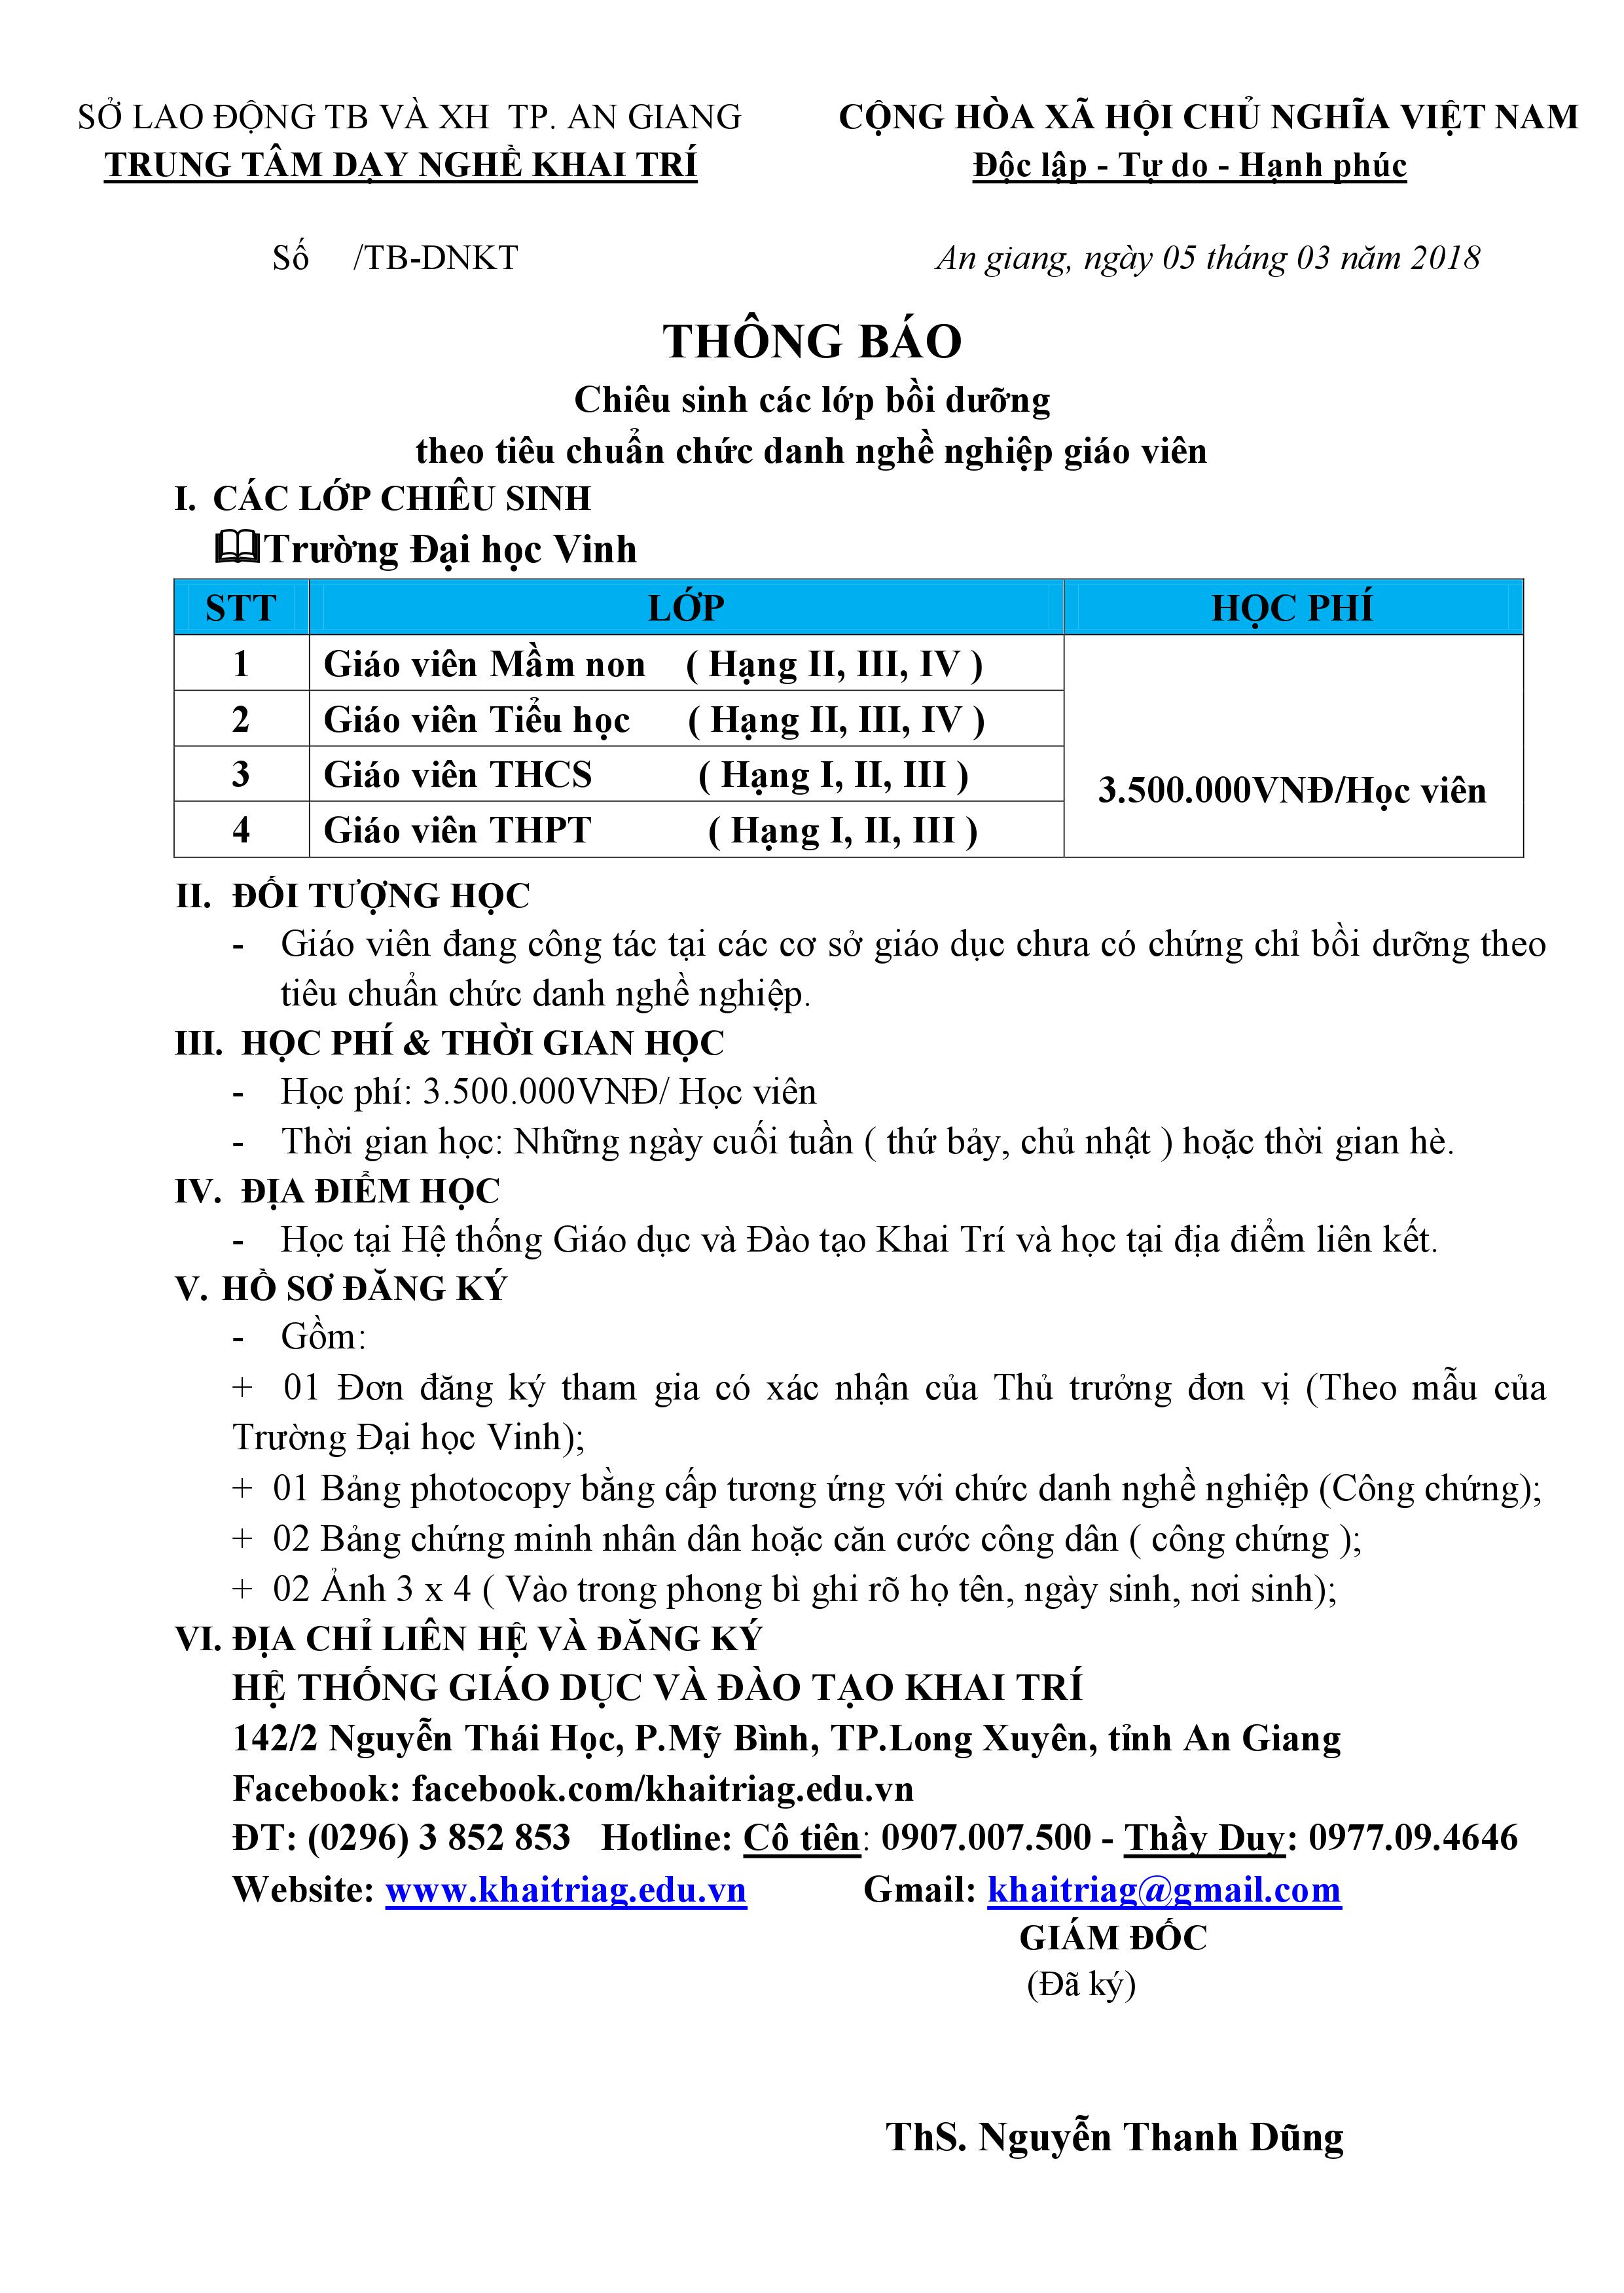 SỞ LAO ĐỘNG TB VÀ XH TP. AN GIANG
TRUNG TÂM DẠY NGHỀ KHAI TRÍ
CỘNG HÒA XÃ HỘI CHỦ NGHĨA VIỆT NAM
Độc lập - Tự do - Hạnh phúc
Số /TB-DNKT
An giang, ngày 05 tháng 03 năm 2018
THÔNG BÁO
Chiêu sinh các lớp bồi dưỡng
theo tiêu chuẩn chức danh nghề nghiệp giáo viên
I. CÁC LỚP CHIÊU SINH
Trường Đại học Vinh
STT LỚP HỌC PHÍ
1 Giáo viên Mầm non ( Hạng II, III, IV )
2 Giáo viên Tiểu học ( Hạng II, III, IV )
3 Giáo viên THCS ( Hạng I, II, III )
3.500.000VNĐ/Học viên
4 Giáo viên THPT ( Hạng I, II, III )
II. ĐỐI TƯỢNG HỌC
- Giáo viên đang công tác tại các cơ sở giáo dục chưa có chứng chỉ bồi dưỡng theo
tiêu chuẩn chức danh nghề nghiệp.
III. HỌC PHÍ & THỜI GIAN HỌC
- Học phí: 3.500.000VNĐ/ Học viên
- Thời gian học: Những ngày cuối tuần ( thứ bảy, chủ nhật ) hoặc thời gian hè.
IV. ĐỊA ĐIỂM HỌC
- Học tại Hệ thống Giáo dục và Đào tạo Khai Trí và học tại địa điểm liên kết.
V. HỒ SƠ ĐĂNG KÝ
- Gồm:
+ 01 Đơn đăng ký tham gia có xác nhận của Thủ trưởng đơn vị (Theo mẫu của
Trường Đại học Vinh);
+ 01 Bảng photocopy bằng cấp tương ứng với chức danh nghề nghiệp (Công chứng);
+ 02 Bảng chứng minh nhân dân hoặc căn cước công dân ( công chứng );
+ 02 Ảnh 3 x 4 ( Vào trong phong bì ghi rõ họ tên, ngày sinh, nơi sinh);
VI. ĐỊA CHỈ LIÊN HỆ VÀ ĐĂNG KÝ
HỆ THỐNG GIÁO DỤC VÀ ĐÀO TẠO KHAI TRÍ
142/2 Nguyễn Thái Học, P.Mỹ Bình, TP.Long Xuyên, tỉnh An Giang
Facebook: facebook.com/khaitriag.edu.vn
ĐT: (0296) 3 852 853 Hotline: Cô tiên: 0907.007.500 - Thầy Duy: 0977.09.4646
Website: www.khaitriag.edu.vn Gmail: khaitriag@gmail.com
GIÁM ĐỐC
(Đã ký)
ThS. Nguyễn Thanh Dũng